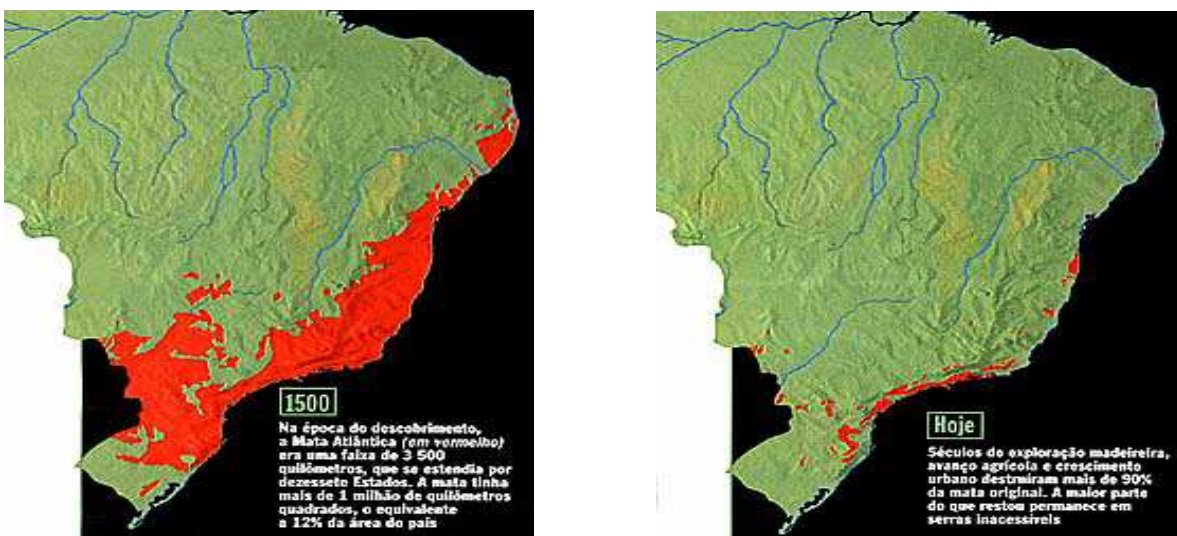 1500
Na época do descobrimento,
a Mata Atlântica (em vermelho)
era uma faixa de 3 500
quilômetros, que se estendia por
dezessete Estados. A mata tinha
mais de 1 milhão de quilômetros
quadrados, o equivalente
a 12% da área do país
Hoje
Séculos de exploração madeireira,
avanço agrícola e crescimento
urbano destruíram mais de 90%
da mata original. A maior parte
do que restou permanece em
serras inacessíveis